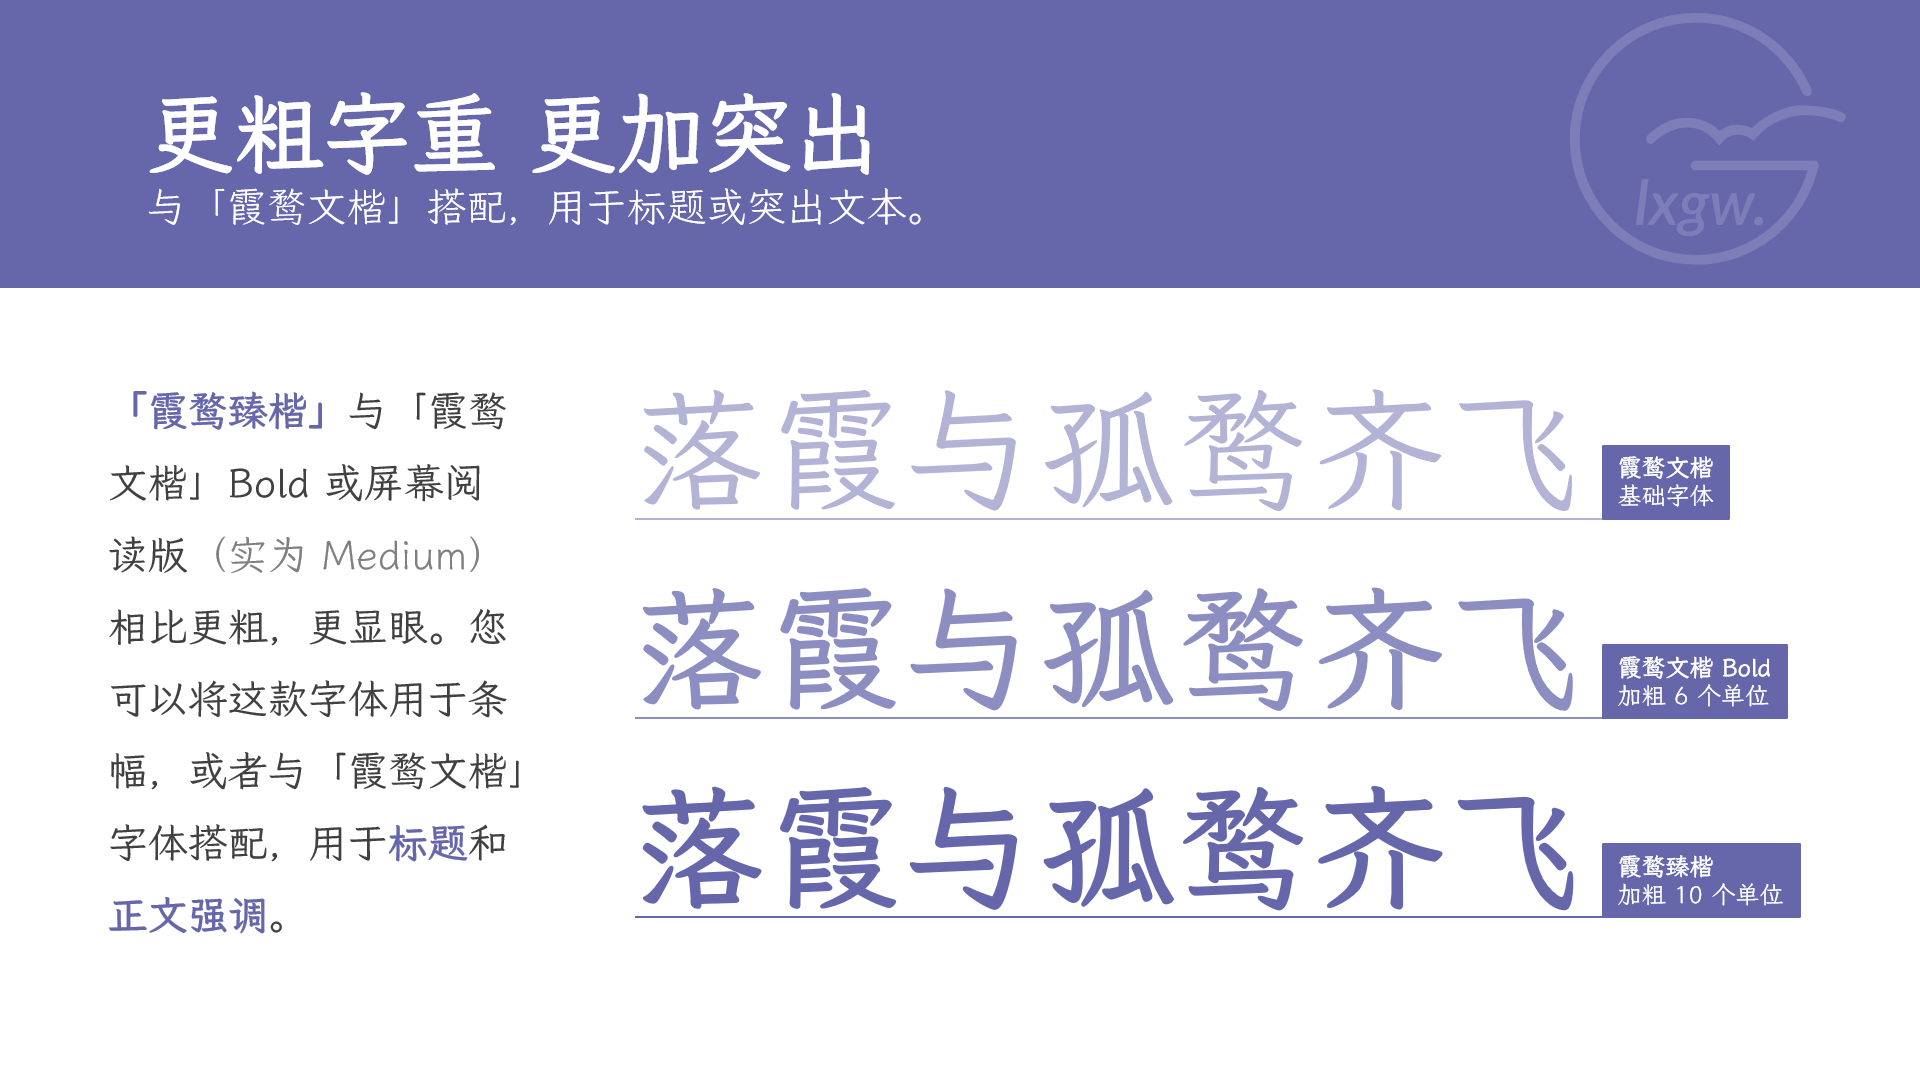 更粗字重 更加突出
与「霞鹜文楷」搭配，用于标题或突出文本。
lxgw.
「霞鹜臻楷」与「霞鹜
文楷」Bold 或屏幕阅
读版（实为 Medium）
相比更粗，更显眼。您
可以将这款字体用于条
幅，或者与「霞鹜文楷」
字体搭配，用于标题和
正文强调。
落霞与孤鹜齐飞
霞鹜文楷
基础字体
落霞与孤鹜齐飞
霞鹜文楷 Bold
加粗 6 个单位
落霞与孤鹜齐飞
霞鹜臻楷
加粗 10 个单位